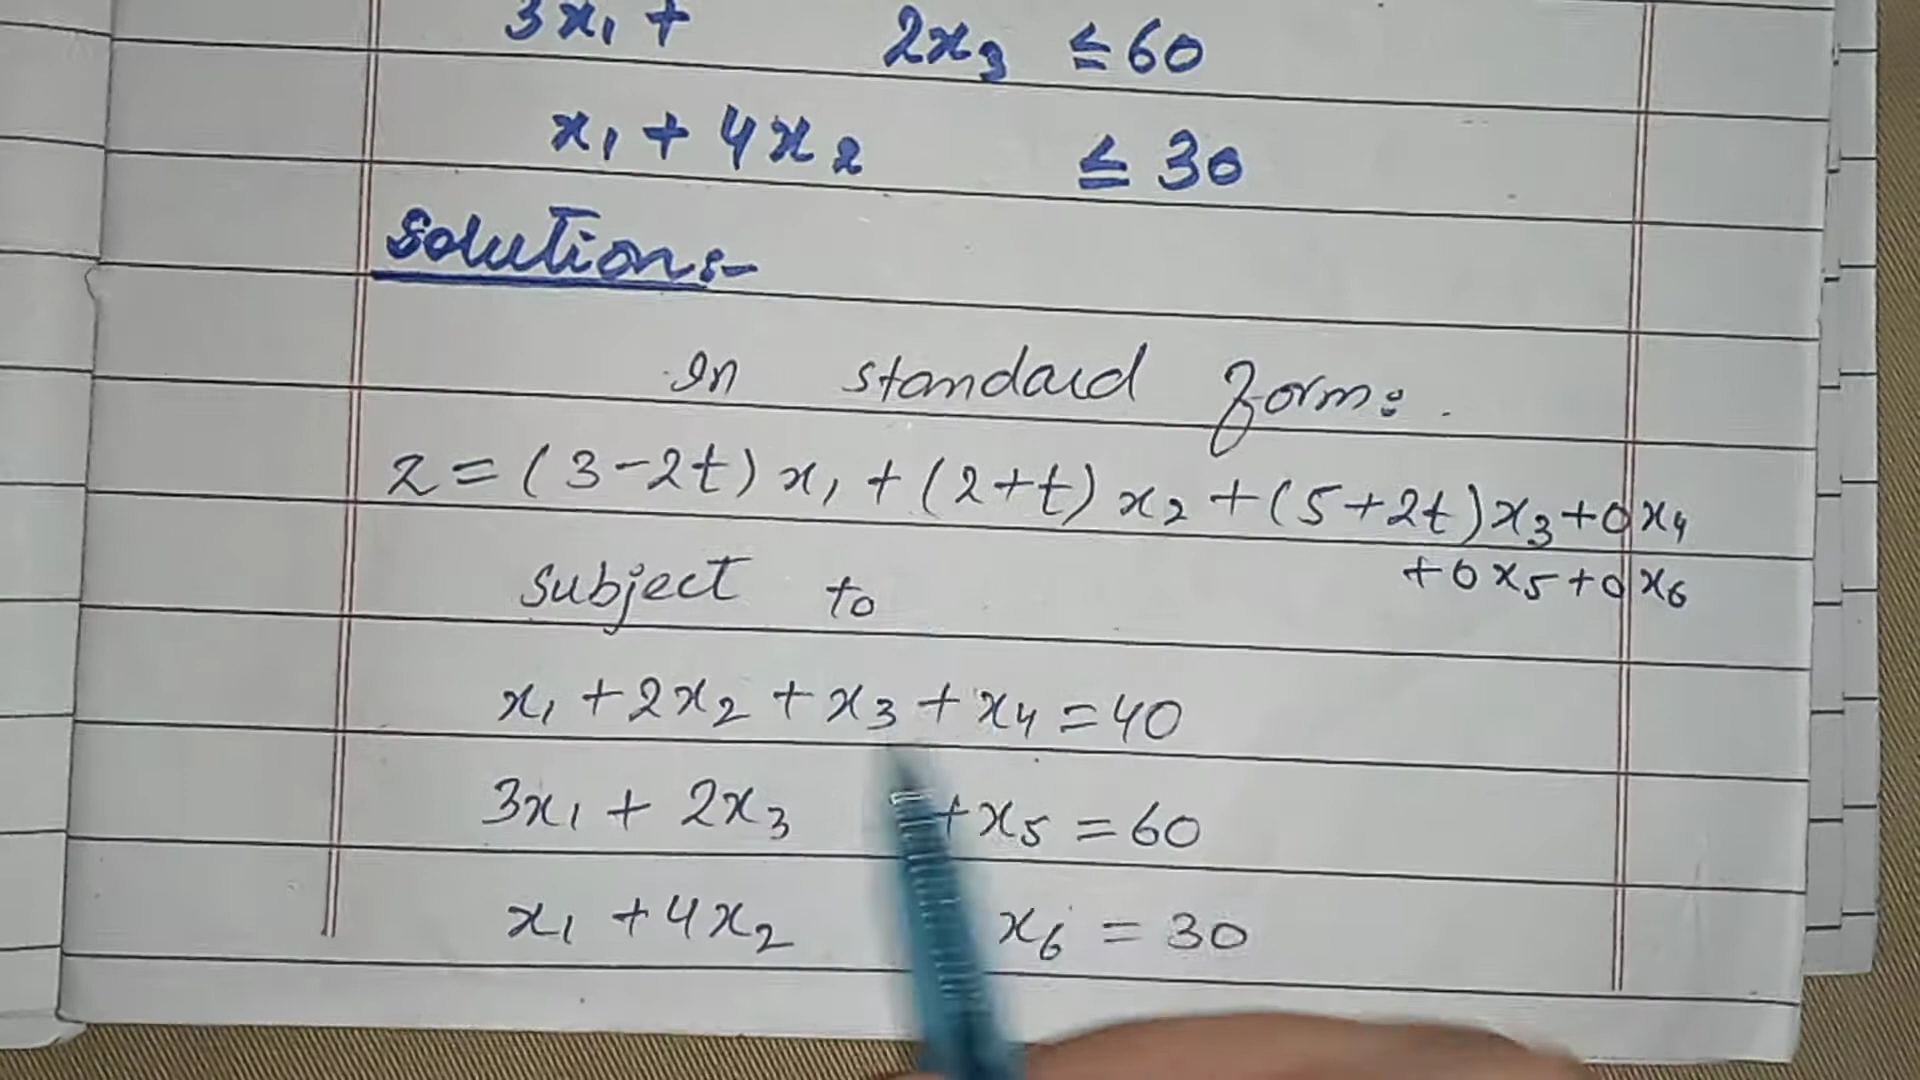 3x₁ + 2x₃ ≤ 60
x₁ + 4x₂ ≤ 30
Solution:-
In standard form:
z = (3-2t) x₁ + (2+t) x₂ + (5+2t) x₃ + 0x₄
+0x₅+0x₆
subject to
x₁ + 2x₂ + x₃ + x₄ = 40
3x₁ + 2x₃ +x₅ = 60
x₁ + 4x₂ x₆ = 30